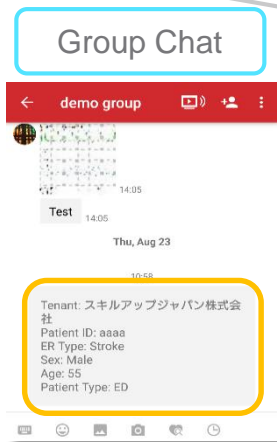 Group Chat
demo group
14:05
Test 14:05
Thu, Aug 23
10:58
Tenant: スキルアップジャパン株式会
社
Patient ID: aaaa
ER Type: Stroke
Sex: Male
Age: 55
Patient Type: ED